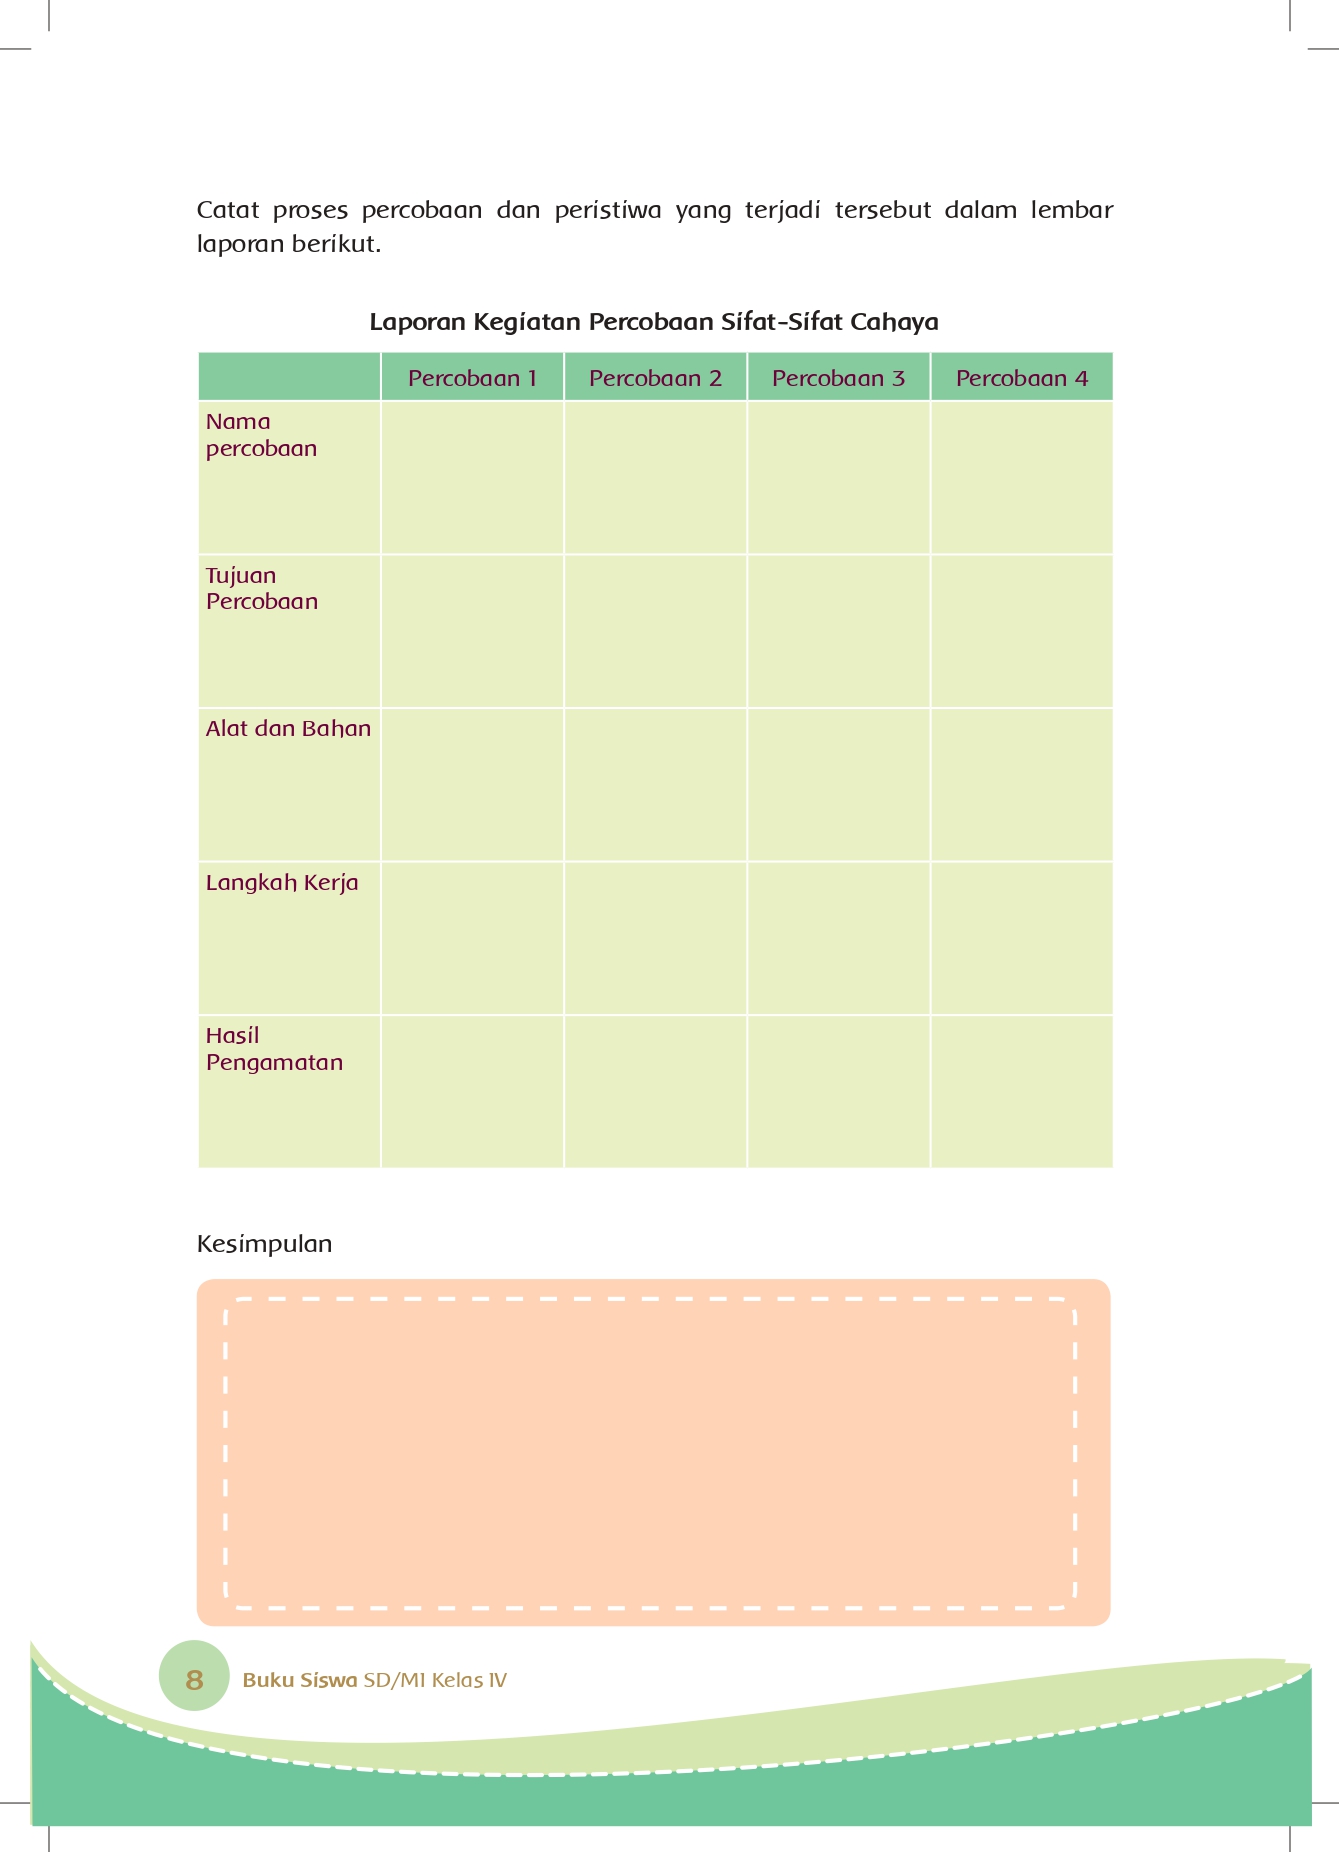 Catat proses percobaan dan peristiwa yang terjadi tersebut dalam lembar
laporan berikut.
Laporan Kegiatan Percobaan Sifat-Sifat Cahaya
Percobaan 1 Percobaan 2 Percobaan 3 Percobaan 4
Nama
percobaan
Tujuan
Percobaan
Alat dan Bahan
Langkah Kerja
Hasil
Pengamatan
Kesimpulan
8 Buku Siswa SD/MI Kelas IV